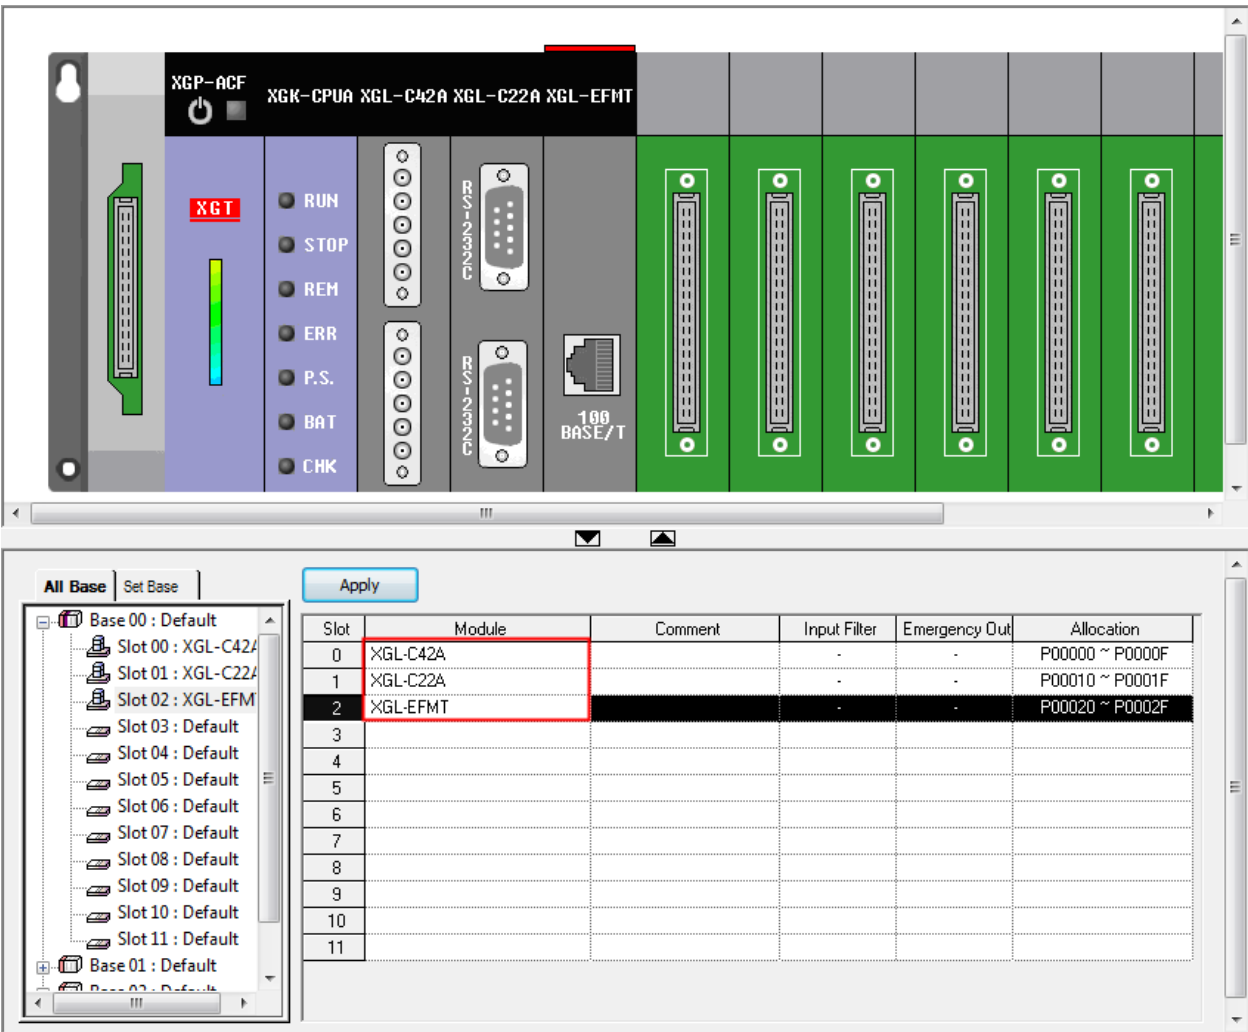 XGP-ACF
XGK-CPUA XGL-C42A XGL-C22A XGL-EFMT
XGT
RUN
STOP
REM
ERR
P.S.
BAT
CHK
RS-232C
RS-232C
100
BASE/T
All Base Set Base
Apply
Base 00 : Default
Slot 00 : XGL-C42A
Slot 01 : XGL-C22A
Slot 02 : XGL-EFM
Slot 03 : Default
Slot 04 : Default
Slot 05 : Default
Slot 06 : Default
Slot 07 : Default
Slot 08 : Default
Slot 09 : Default
Slot 10 : Default
Slot 11 : Default
Base 01 : Default
Slot Module Comment Input Filter Emergency Out Allocation
0 XGL-C42A - - P00000 ~ P0000F
1 XGL-C22A - - P00010 ~ P0001F
2 XGL-EFMT - - P00020 ~ P0002F
3
4
5
6
7
8
9
10
11